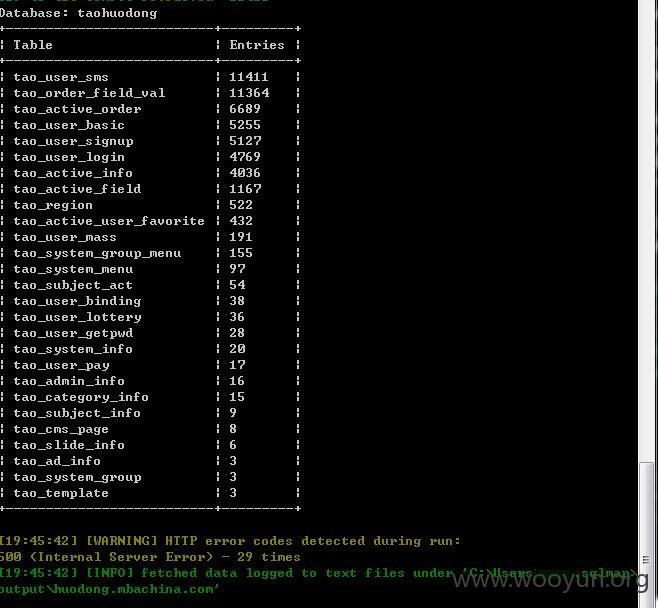 Database: taohuodong
Table Entries
tao_user_sms 11411
tao_order_field_val 11364
tao_active_order 6689
tao_user_basic 5255
tao_user_signup 5127
tao_user_login 4769
tao_active_info 4036
tao_active_field 1167
tao_region 522
tao_active_user_favorite 432
tao_user_mass 191
tao_system_group_menu 155
tao_system_menu 97
tao_subject_act 54
tao_user_binding 38
tao_user_lottery 36
tao_user_getpwd 28
tao_system_info 20
tao_user_pay 17
tao_admin_info 16
tao_category_info 15
tao_subject_info 9
tao_cms_page 8
tao_slide_info 6
tao_ad_info 3
tao_system_group 3
tao_template 3
[19:45:42] [WARNING] HTTP error codes detected during run:
500 (Internal Server Error) - 29 times
[19:45:42] [INFO] fetched data logged to text files under 'C:\Users sqlmap\
output\huodong.mbachina.com'
www.wooyun.org